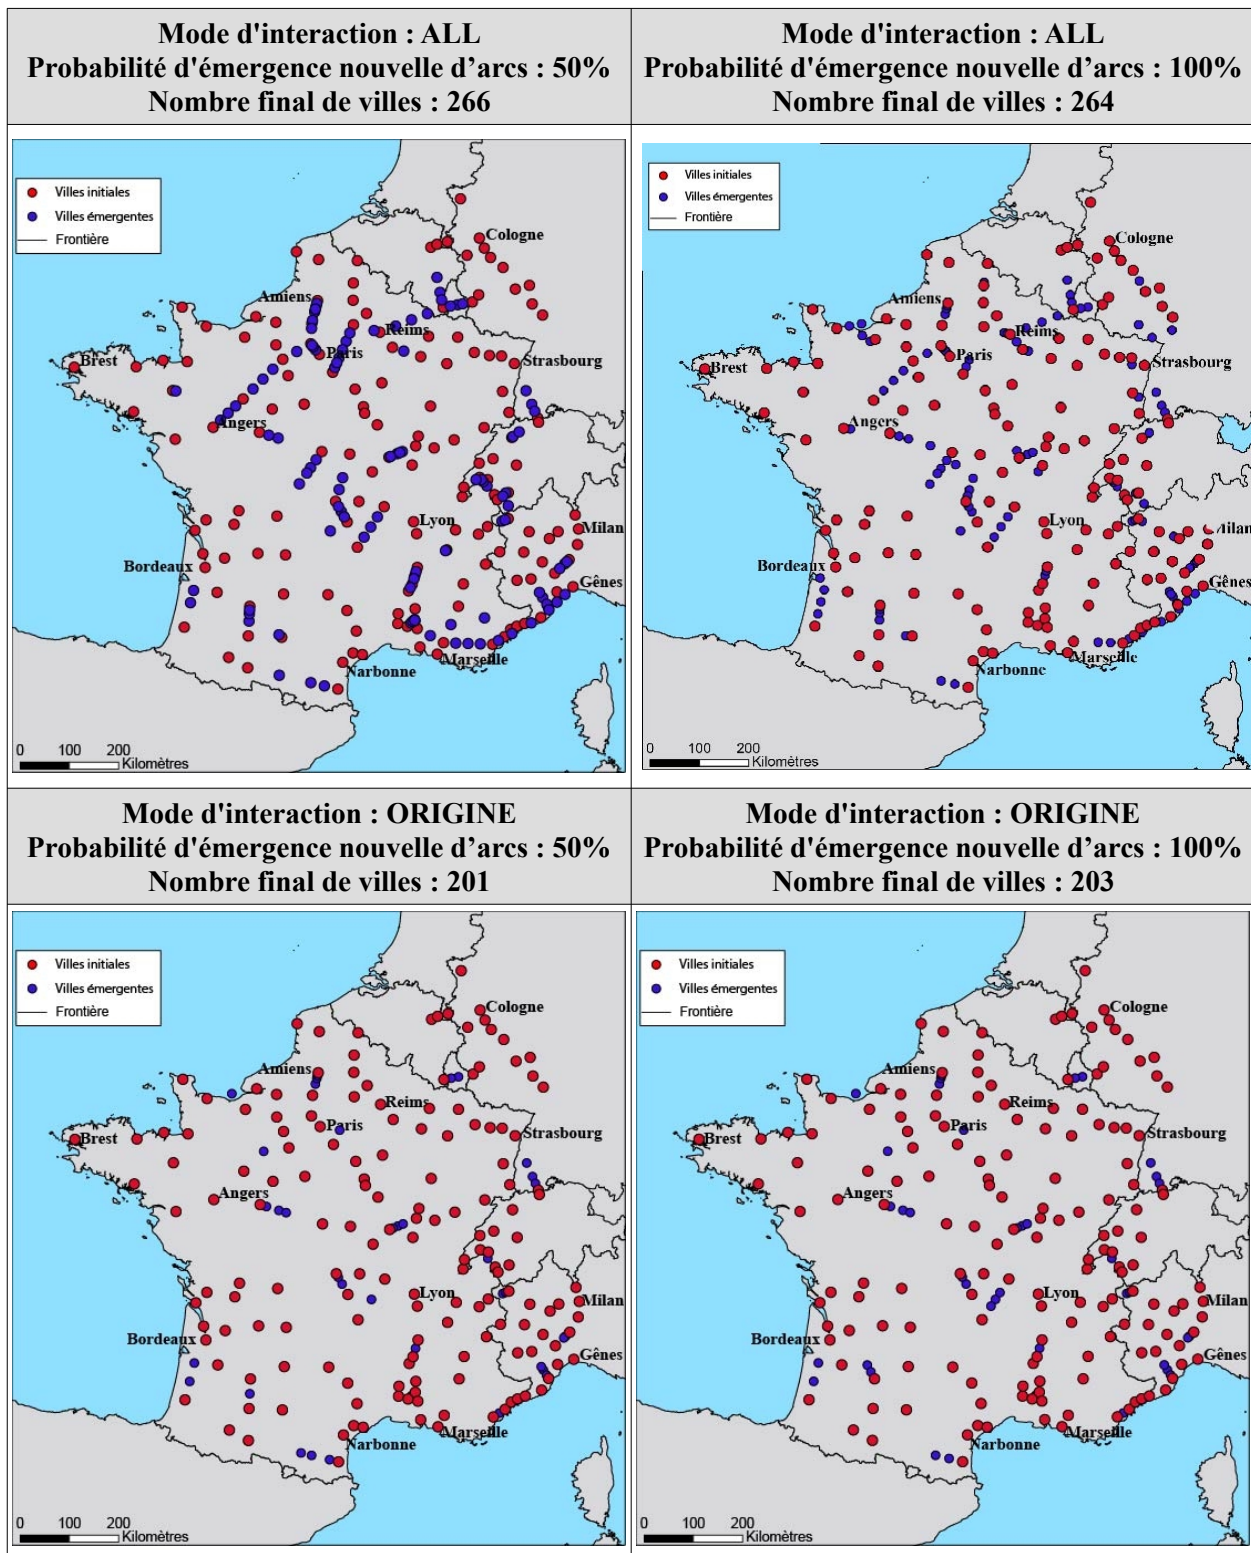 Mode d'interaction : ALL
Probabilité d'émergence nouvelle d’arcs : 50%
Nombre final de villes : 266
Mode d'interaction : ALL
Probabilité d'émergence nouvelle d’arcs : 100%
Nombre final de villes : 264
Villes initiales
Villes émergentes
Frontière
Cologne
Amiens
Reims
Paris
Brest
Strasbourg
Angers
Lyon
Milan
Bordeaux
Gênes
Marseille
Narbonne
0 100 200
Kilomètres
Villes initiales
Villes émergentes
Frontière
Cologne
Amiens
Reims
Paris
Brest
Strasbourg
Angers
Lyon
Milan
Bordeaux
Gênes
Marseille
Narbonne
0 100 200
Kilomètres
Mode d'interaction : ORIGINE
Probabilité d'émergence nouvelle d’arcs : 50%
Nombre final de villes : 201
Mode d'interaction : ORIGINE
Probabilité d'émergence nouvelle d’arcs : 100%
Nombre final de villes : 203
Villes initiales
Villes émergentes
Frontière
Cologne
Amiens
Reims
Paris
Brest
Strasbourg
Angers
Lyon
Milan
Bordeaux
Gênes
Marseille
Narbonne
0 100 200
Kilomètres
Villes initiales
Villes émergentes
Frontière
Cologne
Amiens
Reims
Paris
Brest
Strasbourg
Angers
Lyon
Milan
Bordeaux
Gênes
Marseille
Narbonne
0 100 200
Kilomètres